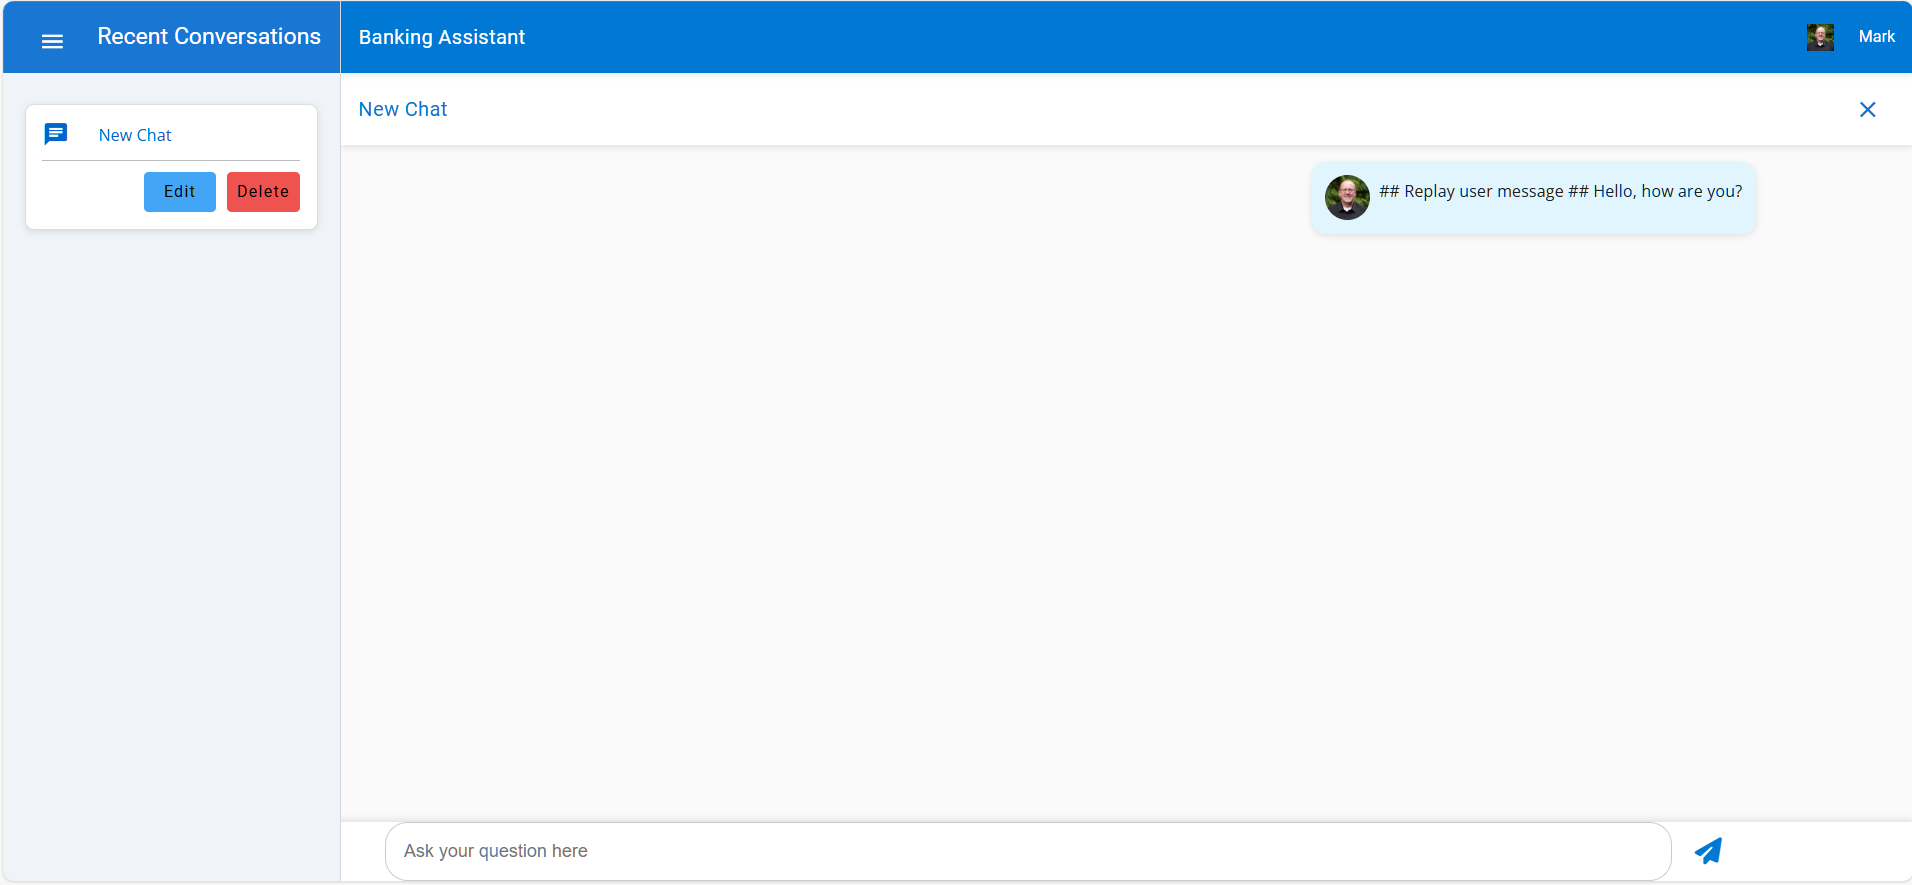 Recent Conversations
Banking Assistant
Mark
New Chat
New Chat
Edit
Delete
## Replay user message ## Hello, how are you?
Ask your question here